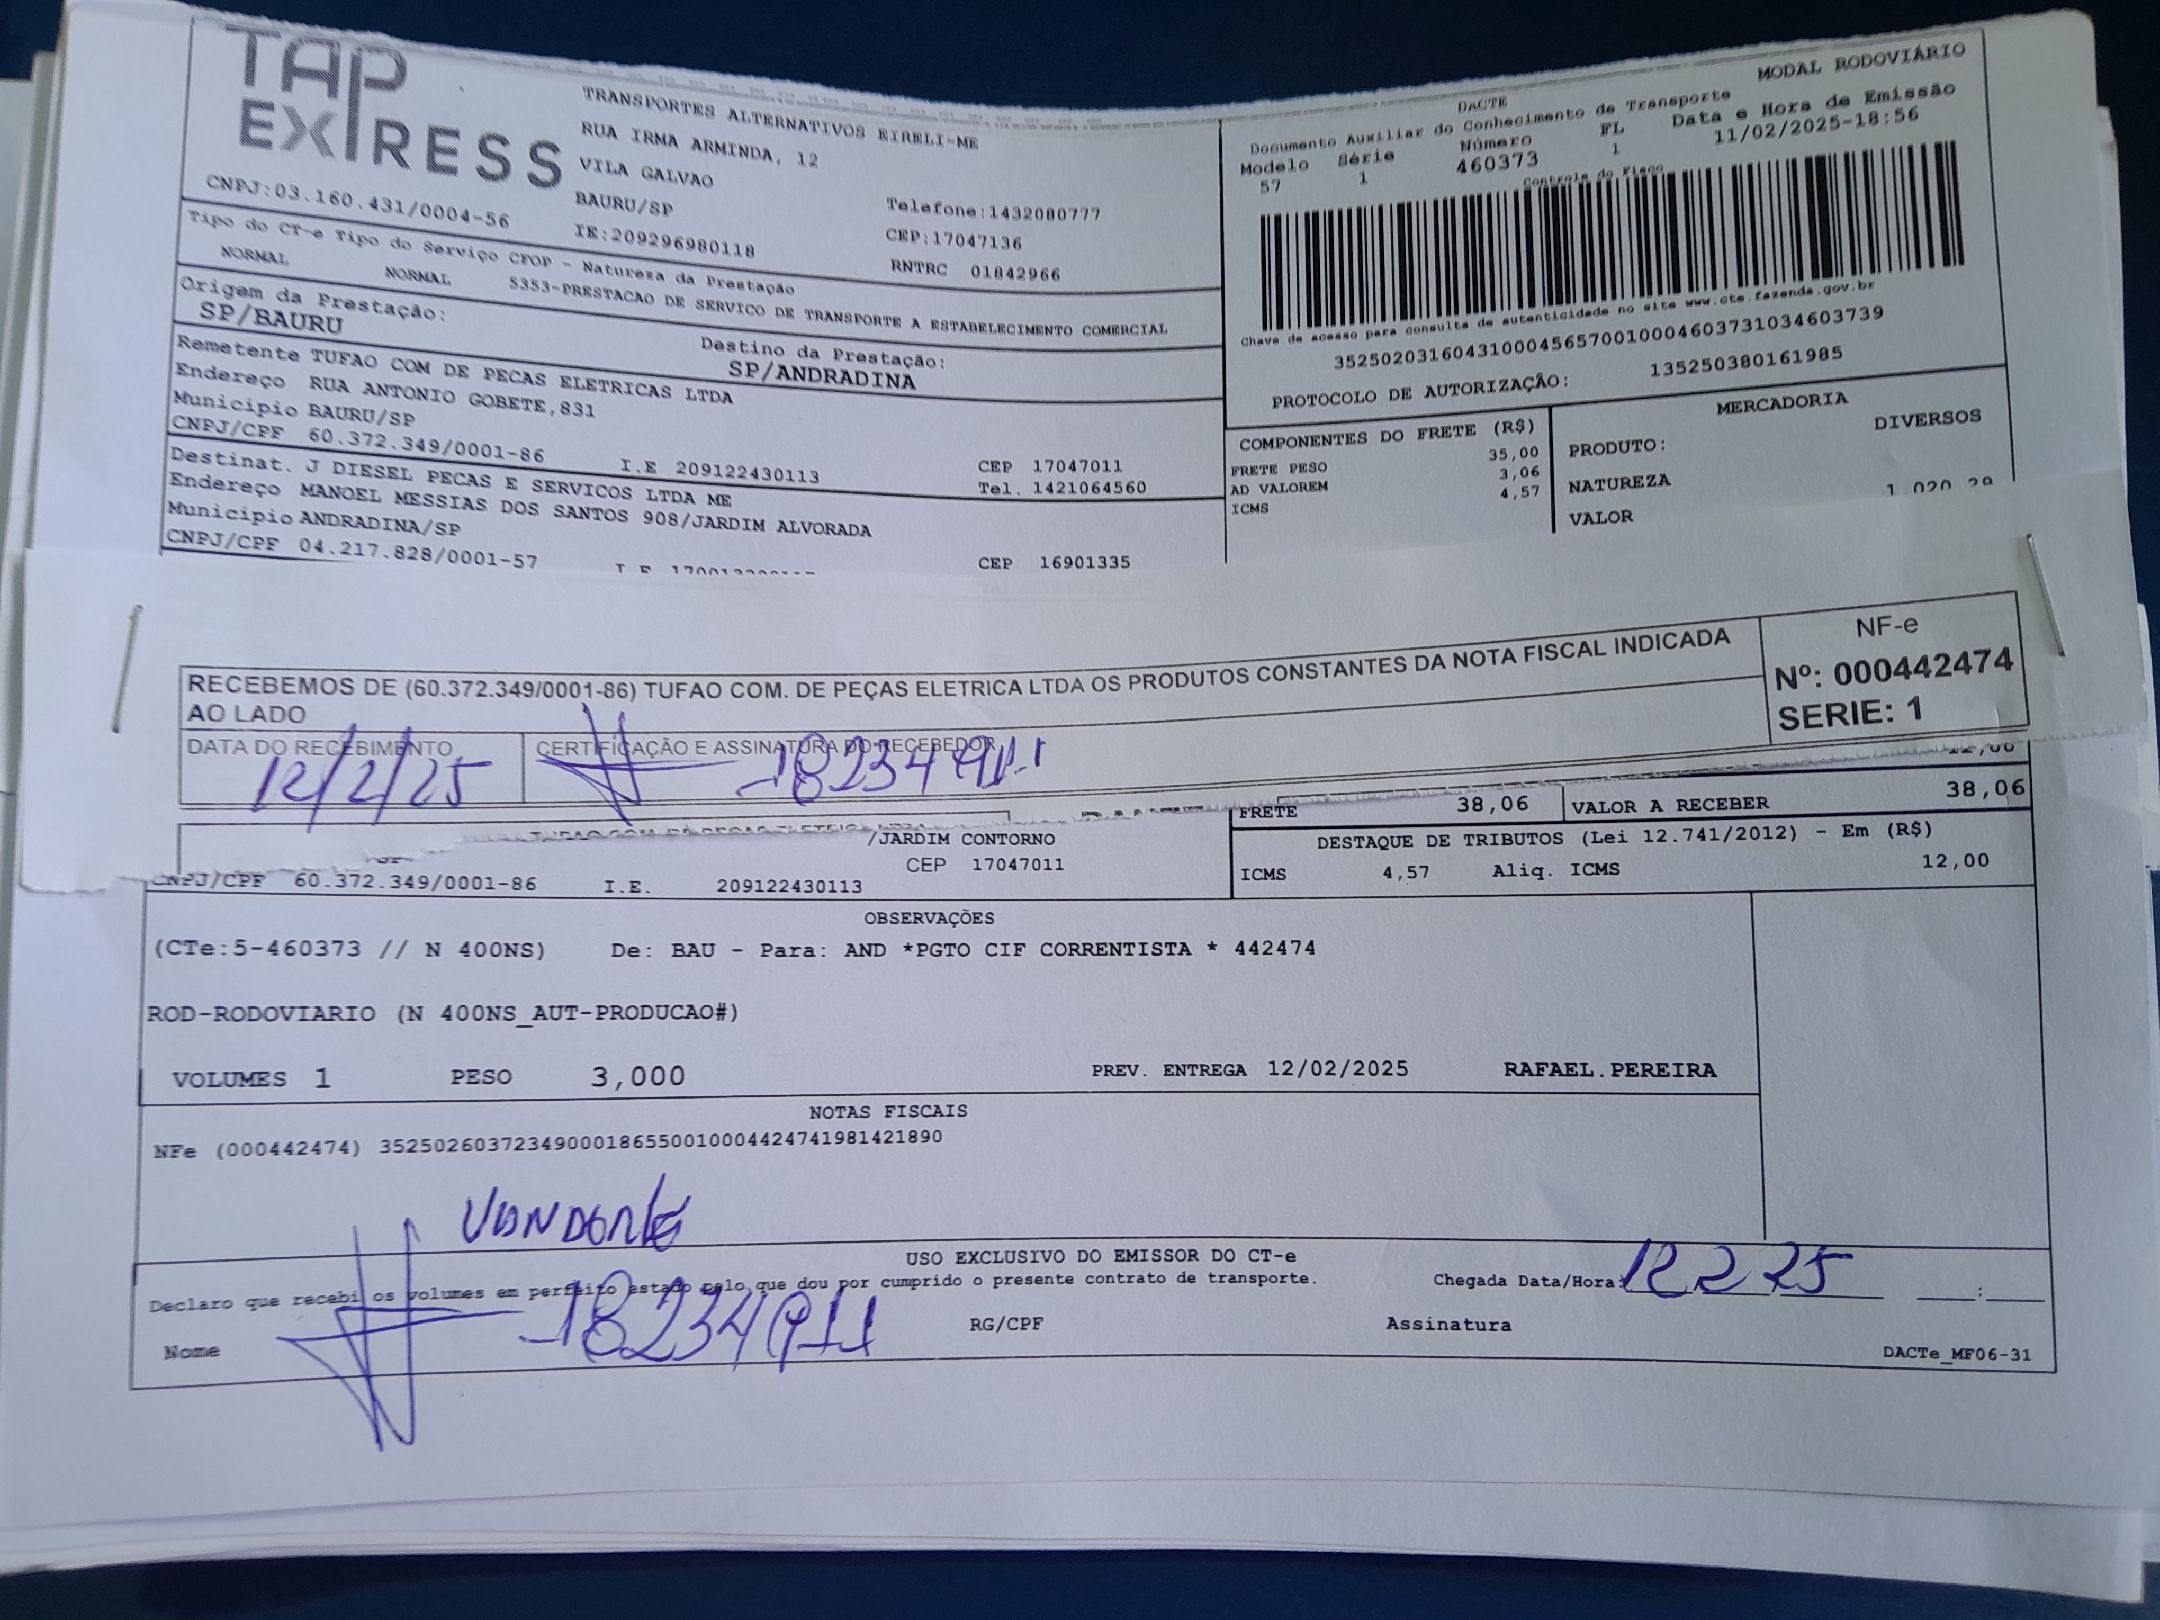 TAP EXPRESS
TRANSPORTES ALTERNATIVOS EIRELI-ME
RUA IRMA ARMINDA, 12
VILA GALVAO
BAURU/SP
IE:209296980118
Telefone:1432080777
CEP:17047136
RNTRC 01842966
CNPJ:03.160.431/0004-56
Tipo do CT-e Tipo do Serviço CFOP - Natureza da Prestação
NORMAL NORMAL 5353-PRESTACAO DE SERVICO DE TRANSPORTE A ESTABELECIMENTO COMERCIAL
Origem da Prestação:
SP/BAURU
Destino da Prestação:
SP/ANDRADINA
Remetente TUFAO COM DE PECAS ELETRICAS LTDA
Endereço RUA ANTONIO GOBETE,831
Municipio BAURU/SP
CEP 17047011
CNPJ/CPF 60.372.349/0001-86 I.E 209122430113 Tel. 1421064560
Destinat. J DIESEL PECAS E SERVICOS LTDA ME
Endereço MANOEL MESSIAS DOS SANTOS 908/JARDIM ALVORADA
Municipio ANDRADINA/SP
CEP 16901335
CNPJ/CPF 04.217.828/0001-57
MODAL RODOVIÁRIO
DACTE
Documento Auxiliar do Conhecimento de Transporte
Modelo Série Número FL Data e Hora de Emissão
57 1 460373 1 11/02/2025-18:56
Controle do Fisco
Chave de acesso para consulta de autenticidade no site www.cte.fazenda.gov.br
35250203160431000456570010004603731034603739
PROTOCOLO DE AUTORIZAÇÃO: 135250380161985
COMPONENTES DO FRETE (R$)
FRETE PESO 35,00
AD VALOREM 3,06
ICMS 4,57
MERCADORIA
PRODUTO: DIVERSOS
NATUREZA
VALOR 1.020,29
RECEBEMOS DE (60.372.349/0001-86) TUFAO COM. DE PEÇAS ELETRICA LTDA OS PRODUTOS CONSTANTES DA NOTA FISCAL INDICADA
AO LADO
NF-e
Nº: 000442474
SERIE: 1
DATA DO RECEBIMENTO
12/2/25
CERTIFICAÇÃO E ASSINATURA DO RECEBEDOR
18234911
FRETE 38,06 VALOR A RECEBER 38,06
/JARDIM CONTORNO
CEP 17047011
CNPJ/CPF 60.372.349/0001-86 I.E. 209122430113
DESTAQUE DE TRIBUTOS (Lei 12.741/2012) - Em (R$)
ICMS 4,57 Aliq. ICMS 12,00
OBSERVAÇÕES
(CTe:5-460373 // N 400NS) De: BAU - Para: AND *PGTO CIF CORRENTISTA * 442474
ROD-RODOVIARIO (N 400NS_AUT-PRODUCAO#)
VOLUMES 1 PESO 3,000 PREV. ENTREGA 12/02/2025 RAFAEL.PEREIRA
NOTAS FISCAIS
NFe (000442474) 35250260372349000186550010004424741981421890
USO EXCLUSIVO DO EMISSOR DO CT-e
Declaro que recebi os volumes em perfeito estado pelo que dou por cumprido o presente contrato de transporte.
Chegada Data/Hora: 12 2 25 :
Nome 18234911 RG/CPF Assinatura
DACTe_MF06-31